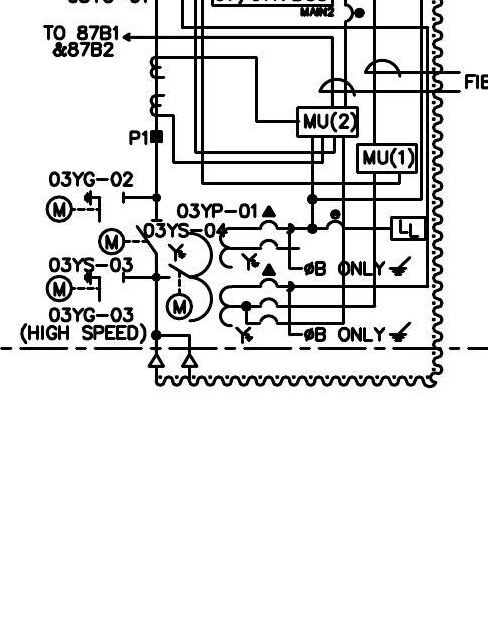 MAIN2
TO 87B1
&87B2
FIE
MU(2)
P1
MU(1)
03YG-02
M
03YP-01
03YS-04
M
LL
03YS-03
ØB ONLY
M
M
03YG-03
(HIGH SPEED)
ØB ONLY